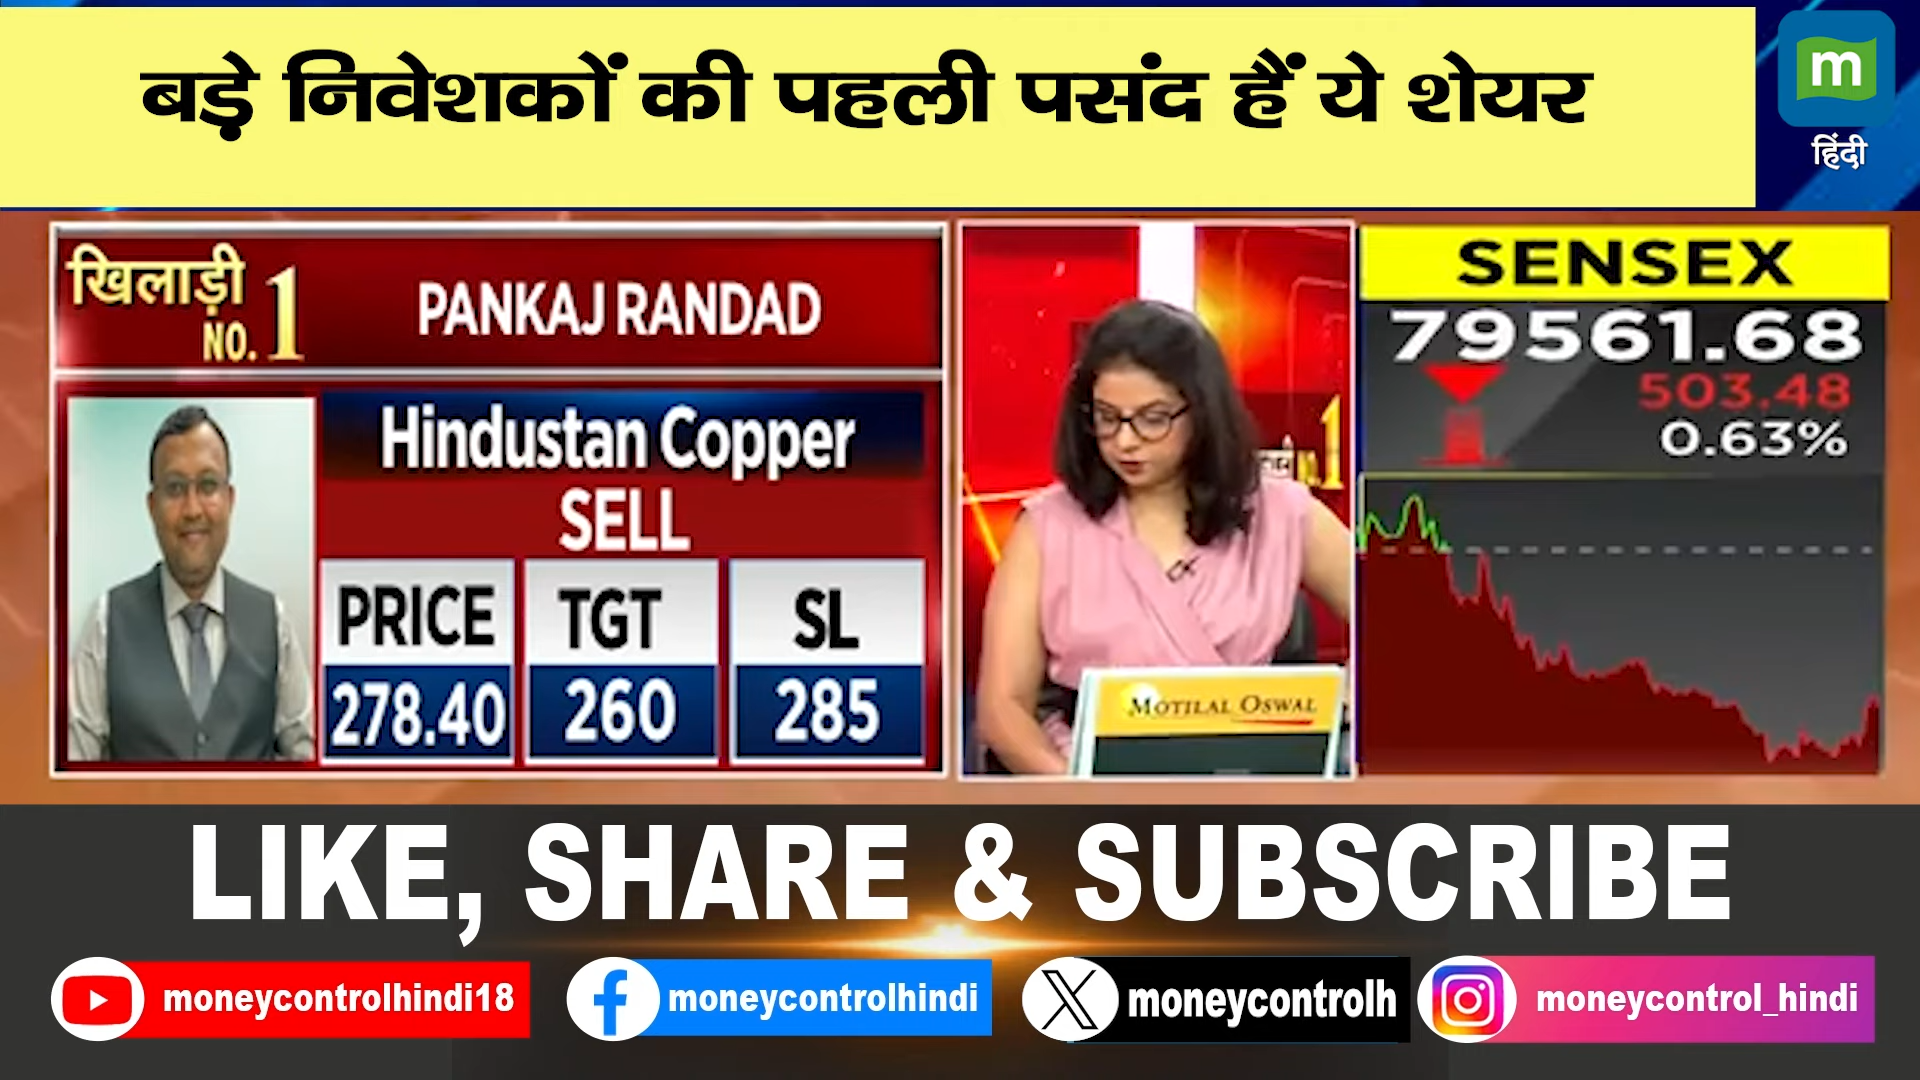 बड़े निवेशकों की पहली पसंद हैं ये शेयर
m
हिंदी
खिलाड़ी
NO. 1
PANKAJ RANDAD
Hindustan Copper
SELL
PRICE TGT SL
278.40 260 285
MOTILAL OSWAL
SENSEX
79561.68
503.48
0.63%
LIKE, SHARE & SUBSCRIBE
moneycontrolhindi18 moneycontrolhindi moneycontrolh moneycontrol_hindi